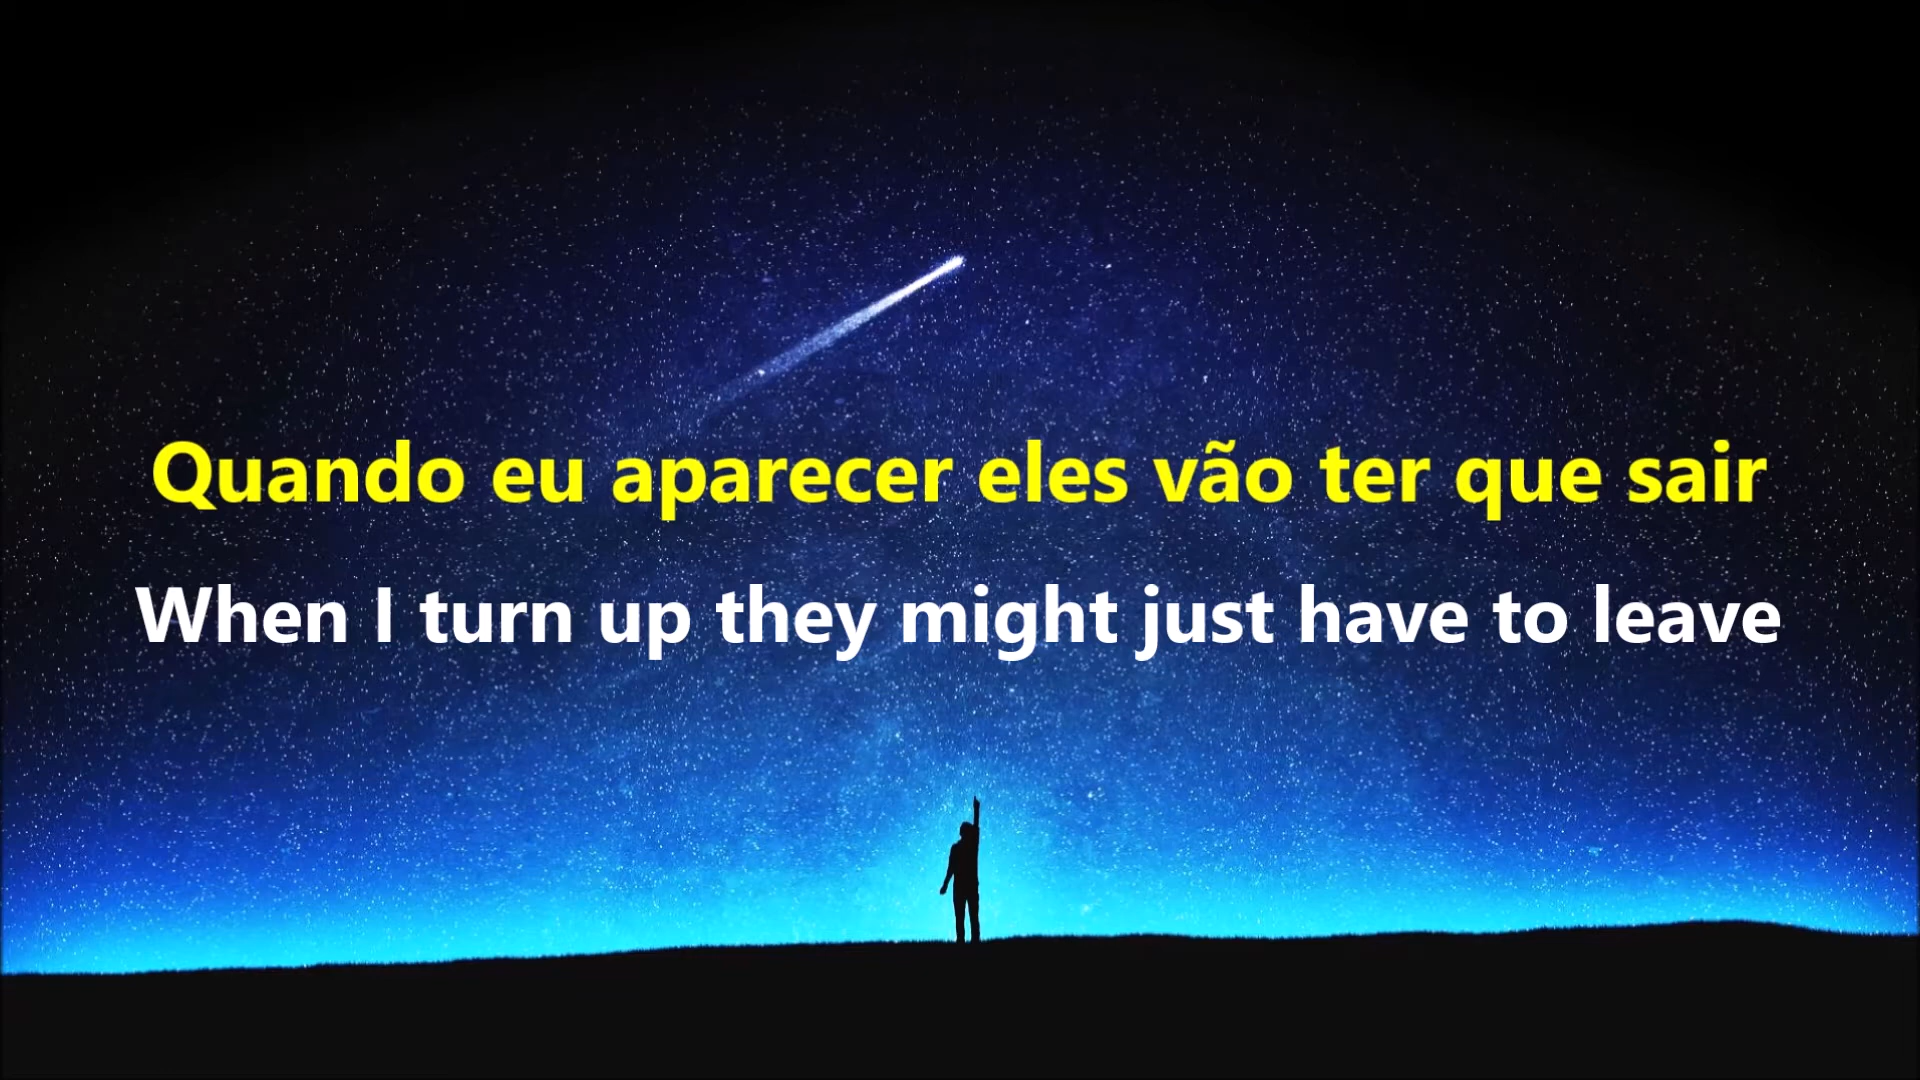 Quando eu aparecer eles vão ter que sair
When I turn up they might just have to leave